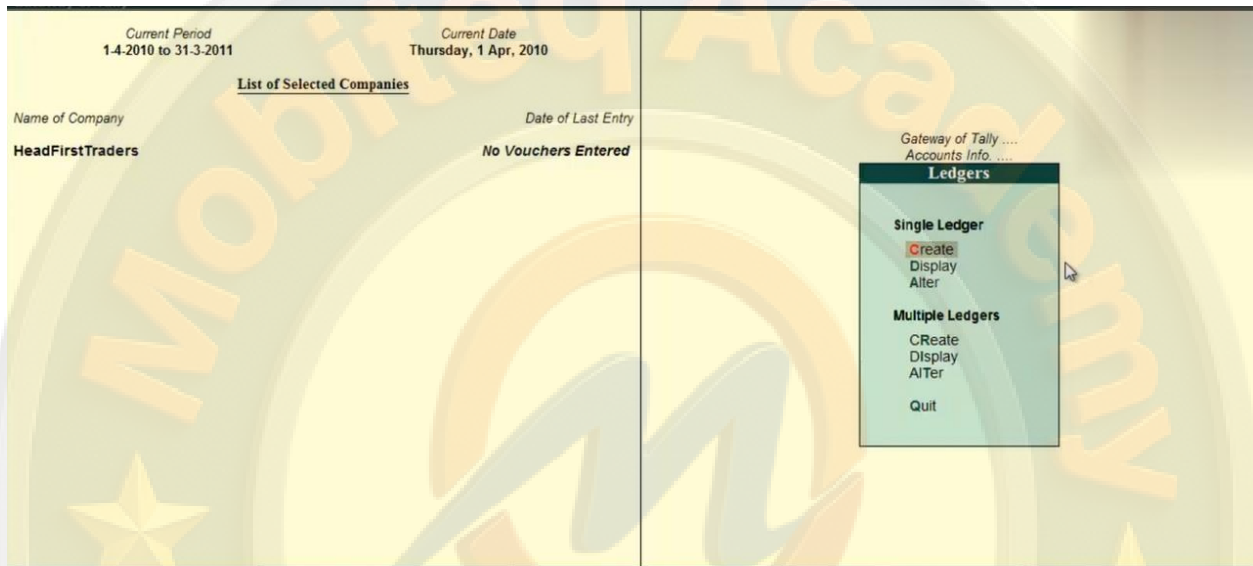 Current Period
1-4-2010 to 31-3-2011
Current Date
Thursday, 1 Apr, 2010
List of Selected Companies
Name of Company
Date of Last Entry
HeadFirstTraders
No Vouchers Entered
Gateway of Tally ....
Accounts Info. ....
Ledgers
Single Ledger
Create
Display
Alter
Multiple Ledgers
CReate
DIsplay
AlTer
Quit
Mobiteq Academy